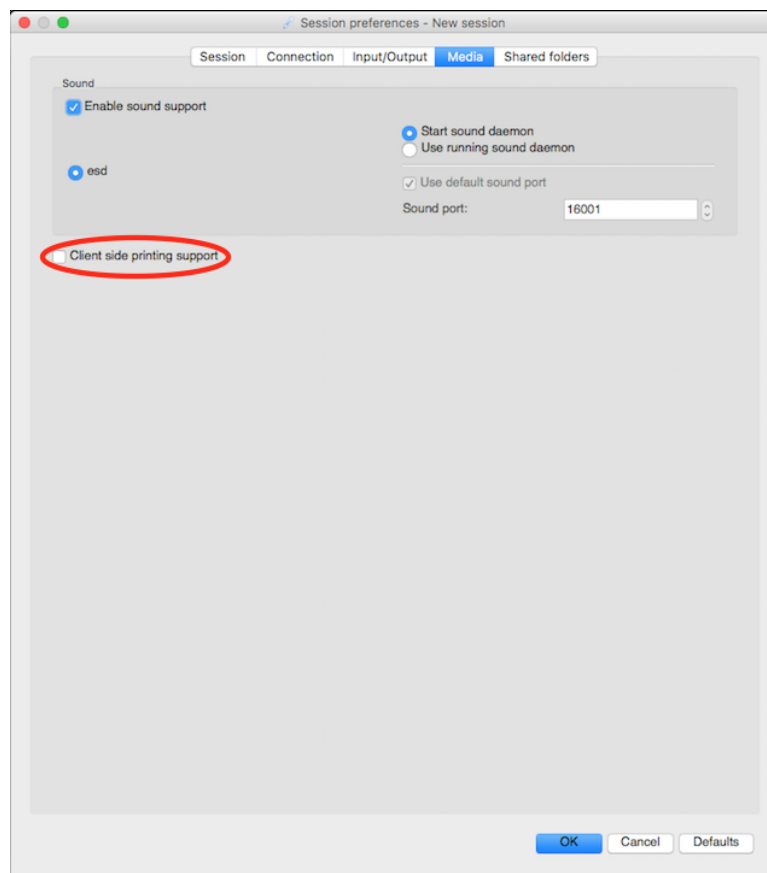 Session preferences - New session
Session Connection Input/Output Media Shared folders
Sound
Enable sound support
Start sound daemon
Use running sound daemon
esd
Use default sound port
Sound port: 16001
Client side printing support
OK Cancel Defaults